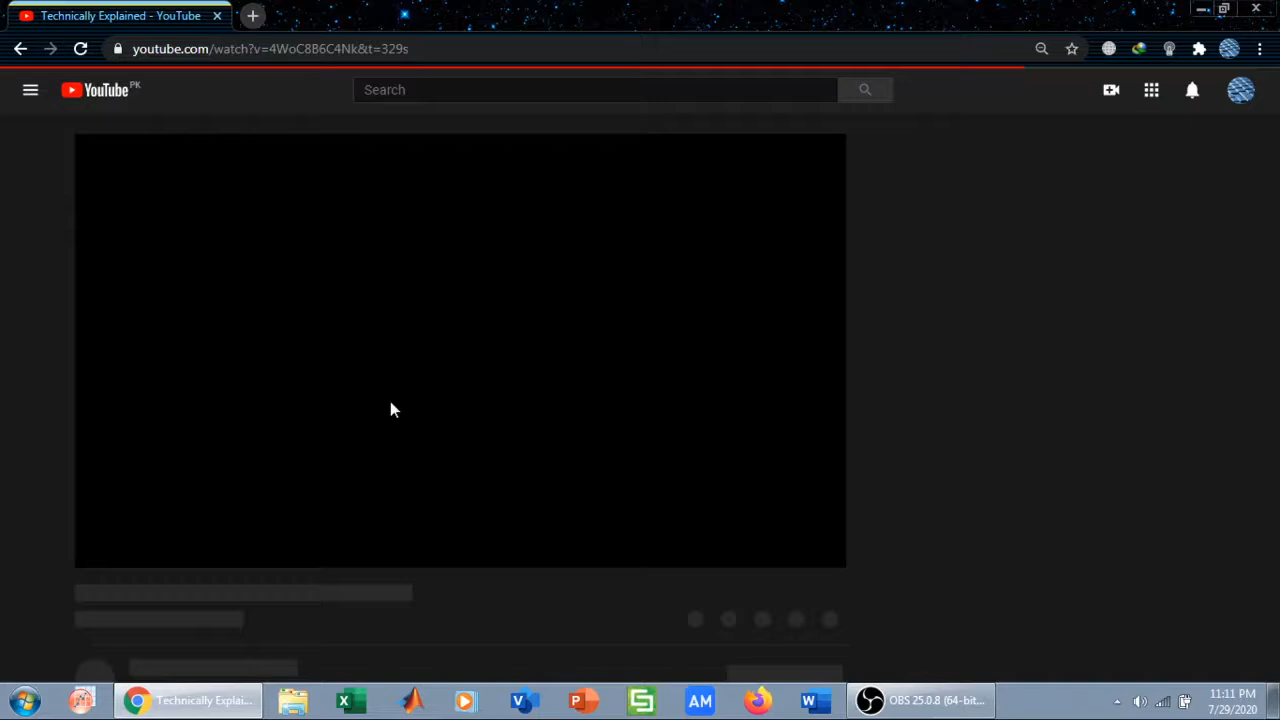 Technically Explained - YouTube
youtube.com/watch?v=4WoC8B6C4Nk&t=329s
YouTube PK
Search
Technically Explai...
X
S
AM
V
P
W
OBS 25.0.8 (64-bit...
11:11 PM
7/29/2020